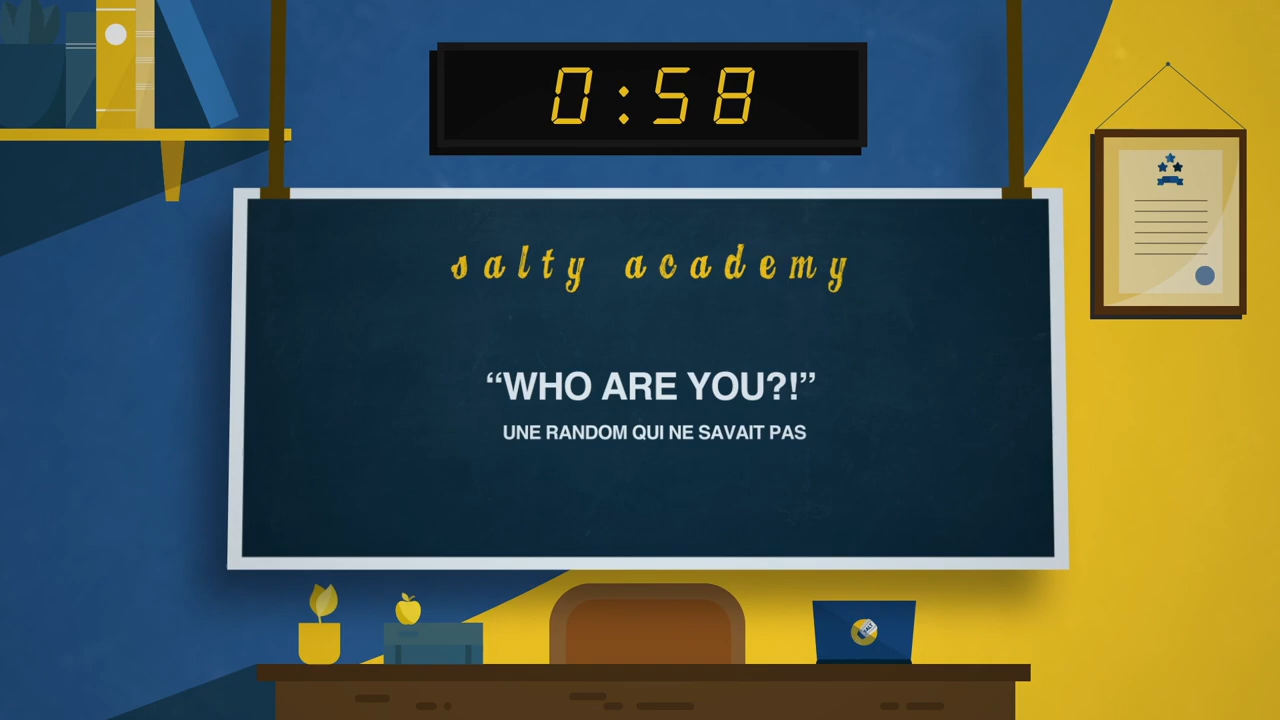 0:58
salty academy
“WHO ARE YOU?!”
UNE RANDOM QUI NE SAVAIT PAS